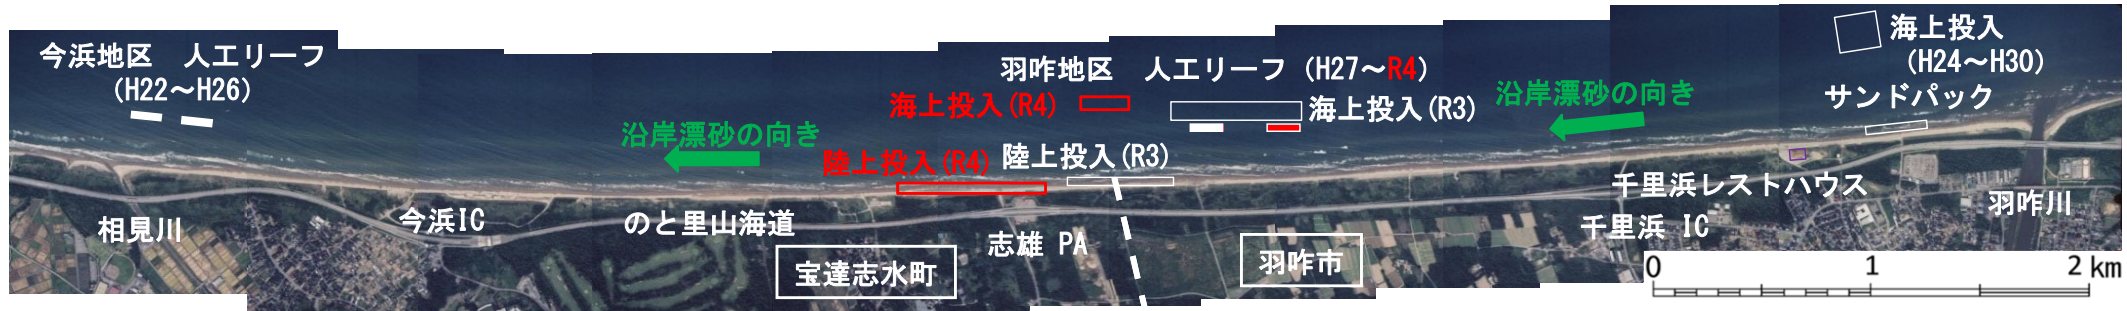 今浜地区　人工リーフ
(H22～H26)
羽咋地区　人工リーフ (H27～R4)
海上投入(R4)
海上投入(R3)
沿岸漂砂の向き
海上投入
(H24～H30)
サンドパック
沿岸漂砂の向き
陸上投入(R4)
陸上投入(R3)
千里浜レストハウス
羽咋川
相見川
今浜IC
のと里山海道
志雄 PA
千里浜 IC
宝達志水町
羽咋市
0 1 2 km